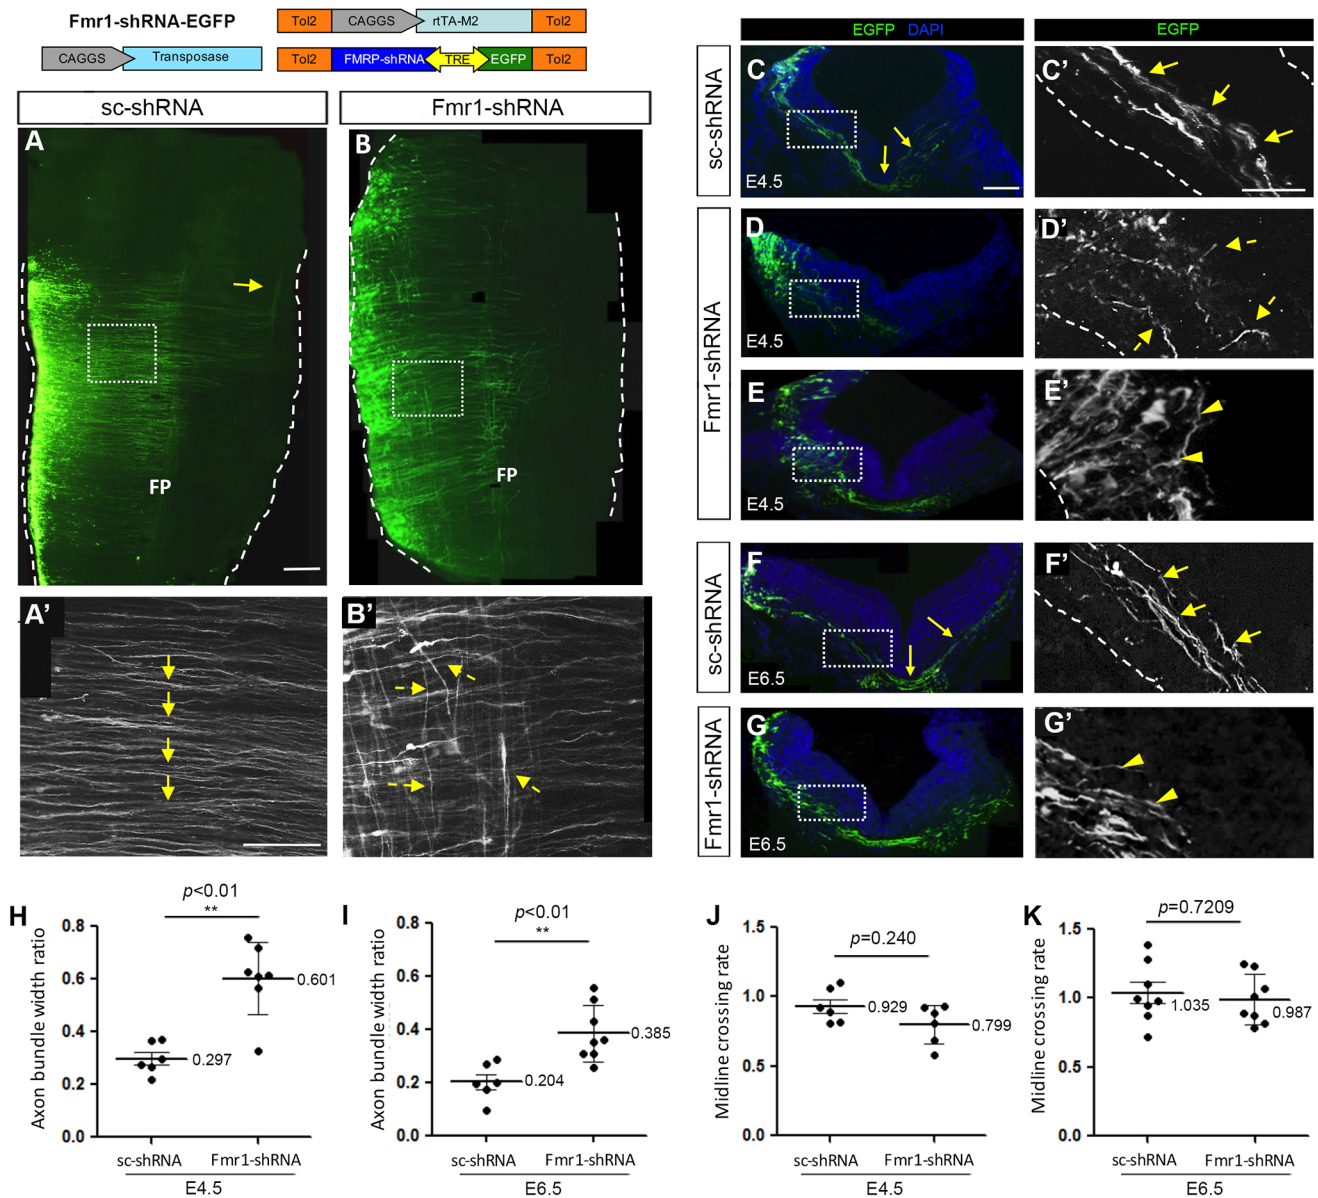 Fmr1-shRNA-EGFP
Tol2 CAGGS rtTA-M2 Tol2
CAGGS Transposase
Tol2 FMRP-shRNA TRE EGFP Tol2
sc-shRNA
Fmr1-shRNA
A
FP
B
FP
A'
B'
EGFP DAPI
EGFP
sc-shRNA
C
E4.5
C'
Fmr1-shRNA
D
E4.5
D'
E
E4.5
E'
sc-shRNA
F
E6.5
F'
Fmr1-shRNA
G
E6.5
G'
H
p<0.01
**
Axon bundle width ratio
0.8
0.6
0.4
0.2
0.0
0.297
0.601
sc-shRNA Fmr1-shRNA
E4.5
I
p<0.01
**
Axon bundle width ratio
0.8
0.6
0.4
0.2
0.0
0.204
0.385
sc-shRNA Fmr1-shRNA
E6.5
J
p=0.240
Midline crossing rate
1.5
1.0
0.5
0.0
0.929
0.799
sc-shRNA Fmr1-shRNA
E4.5
K
p=0.7209
Midline crossing rate
1.5
1.0
0.5
0.0
1.035
0.987
sc-shRNA Fmr1-shRNA
E6.5